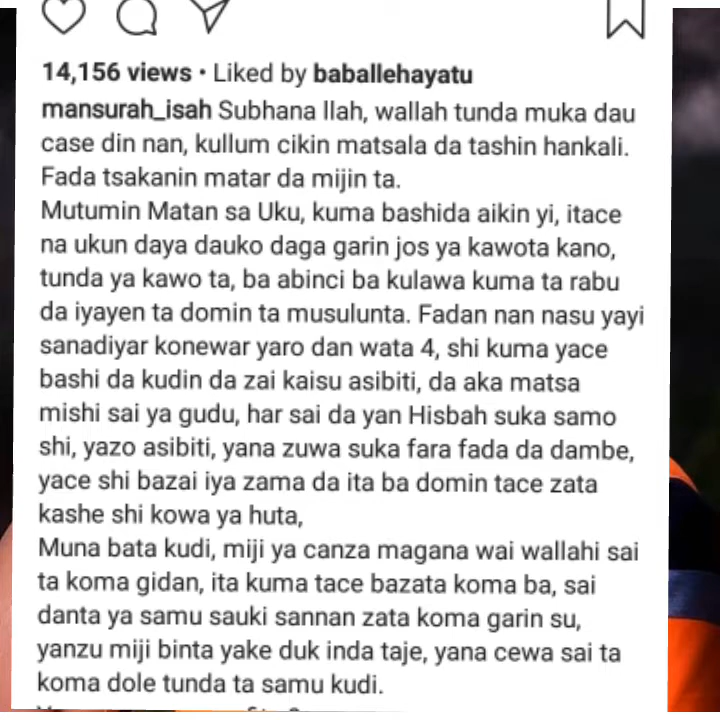 14,156 views • Liked by baballehayatu
mansurah_isah Subhana llah, wallah tunda muka dau
case din nan, kullum cikin matsala da tashin hankali.
Fada tsakanin matar da mijin ta.
Mutumin Matan sa Uku, kuma bashida aikin yi, itace
na ukun daya dauko daga garin jos ya kawota kano,
tunda ya kawo ta, ba abinci ba kulawa kuma ta rabu
da iyayen ta domin ta musulunta. Fadan nan nasu yayi
sanadiyar konewar yaro dan wata 4, shi kuma yace
bashi da kudin da zai kaisu asibiti, da aka matsa
mishi sai ya gudu, har sai da yan Hisbah suka samo
shi, yazo asibiti, yana zuwa suka fara fada da dambe,
yace shi bazai iya zama da ita ba domin tace zata
kashe shi kowa ya huta,
Muna bata kudi, miji ya canza magana wai wallahi sai
ta koma gidan, ita kuma tace bazata koma ba, sai
danta ya samu sauki sannan zata koma garin su,
yanzu miji binta yake duk inda taje, yana cewa sai ta
koma dole tunda ta samu kudi.